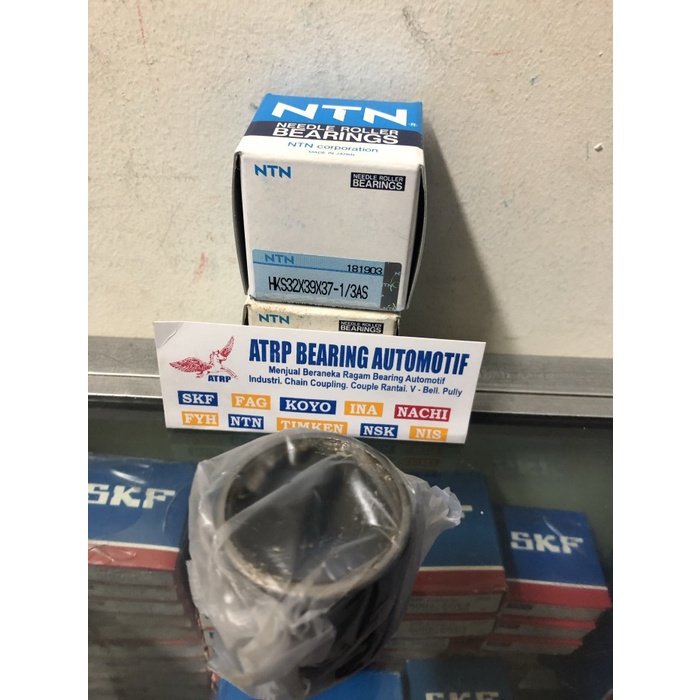 NTN
NEEDLE ROLLER
BEARINGS
NTN corporation
MADE IN JAPAN
NTN
NEEDLE ROLLER
BEARINGS
NTN
181903
HKS32X39X37-1/3AS
NTN
NEEDLE ROLLER
BEARINGS
ATRP BEARING AUTOMOTIF
Menjual Beraneka Ragam Bearing Automotif
Industri. Chain Coupling. Couple Rantai. V - Bell. Pully
ATRP
SKF FAG KOYO INA NACHI
FYH NTN TIMKEN NSK NIS
SKF
SKF